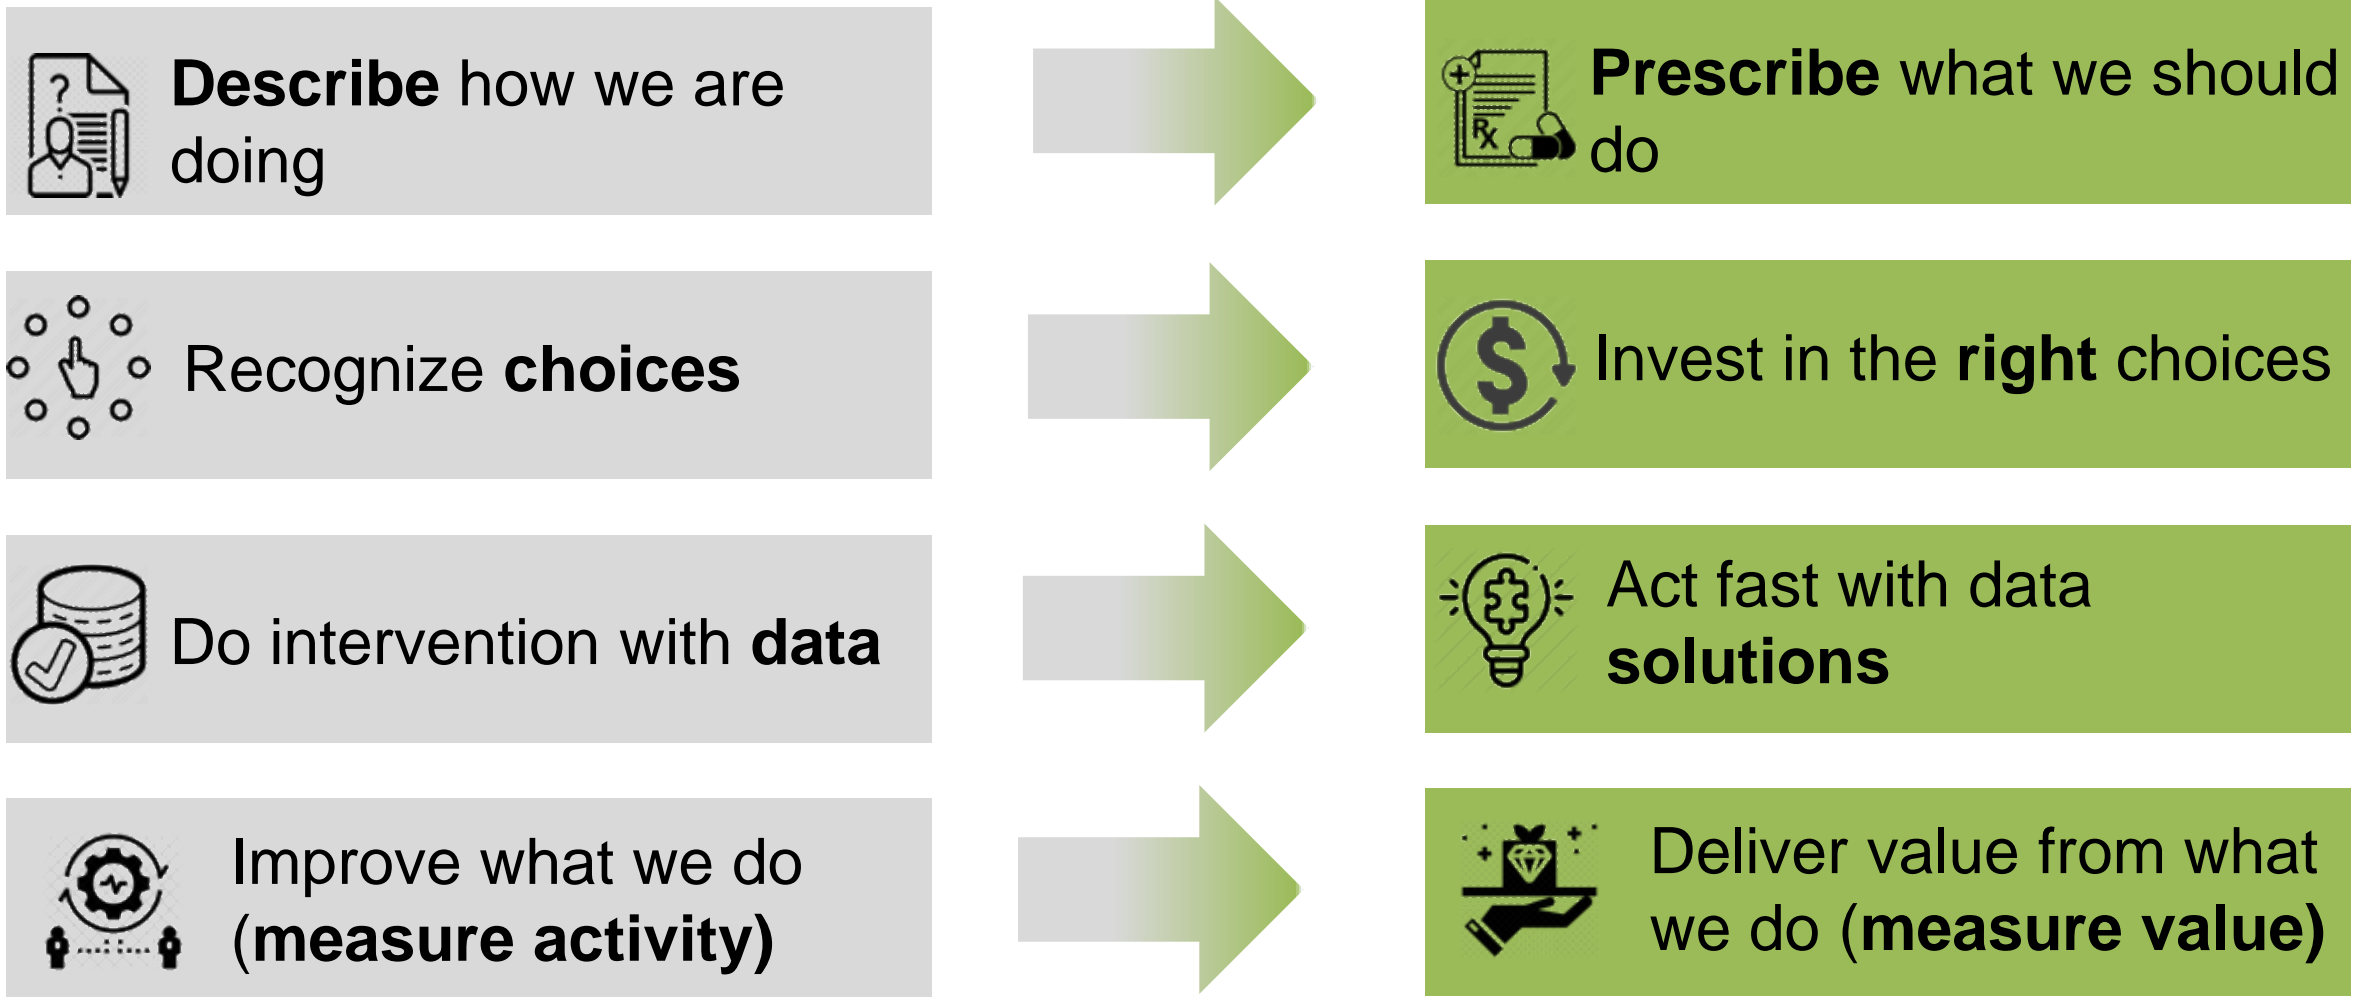 Describe how we are
doing
Prescribe what we should
do
Recognize choices
Invest in the right choices
Do intervention with data
Act fast with data
solutions
Improve what we do
(measure activity)
Deliver value from what
we do (measure value)
?
Rx
$